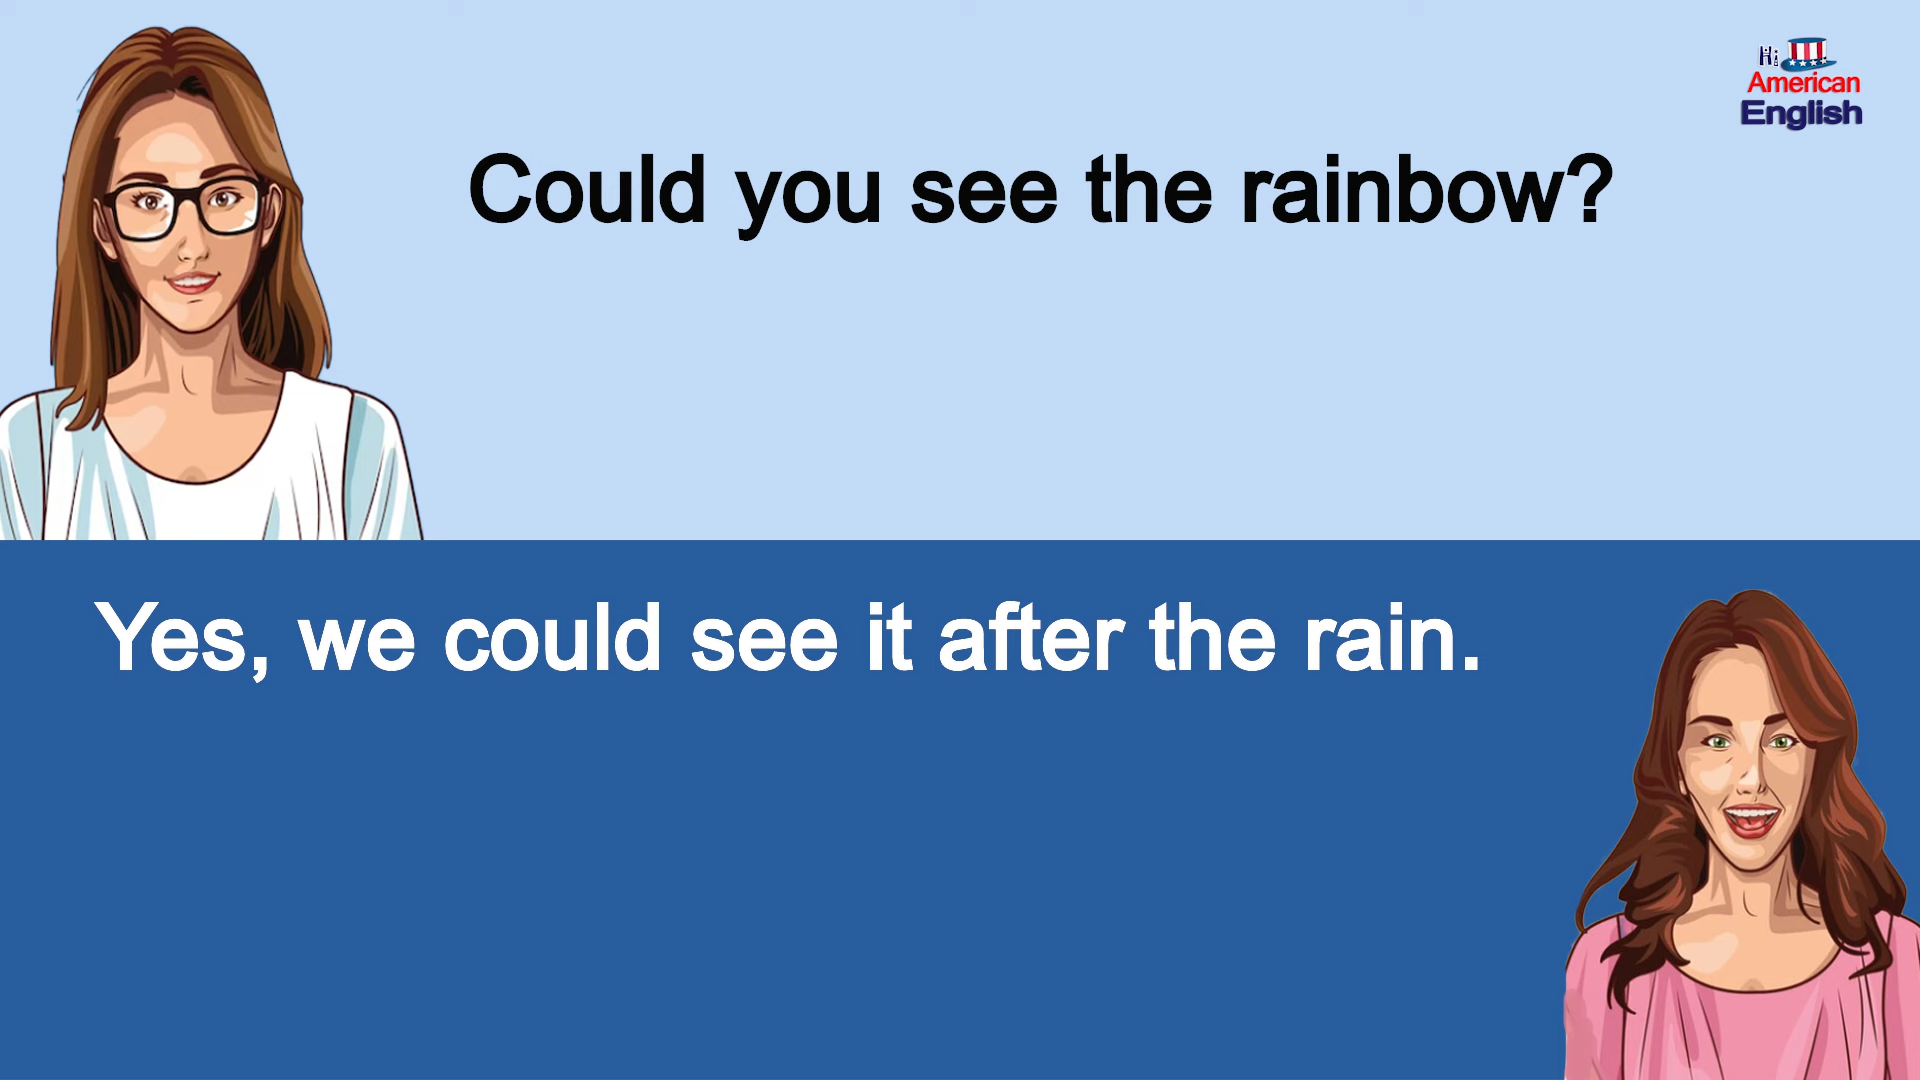 Hi
American
English
Could you see the rainbow?
Yes, we could see it after the rain.